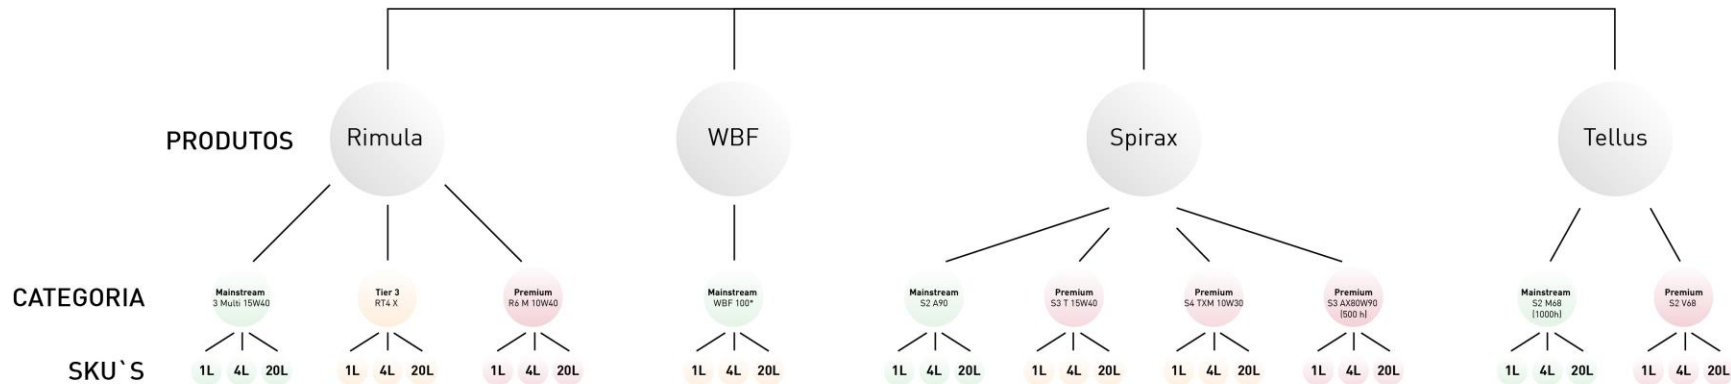 PRODUTOS Rimula WBF Spirax Tellus
CATEGORIA
Mainstream
3 Multi 15W40
Tier 3
RT4 X
Premium
R6 M 10W40
Mainstream
WBF 100*
Mainstream
S2 A90
Premium
S3 T 15W40
Premium
S4 TXM 10W30
Premium
S3 AX80W90
(500 h)
Mainstream
S2 M68
(1000h)
Premium
S2 V68
SKU`S 1L 4L 20L 1L 4L 20L 1L 4L 20L 1L 4L 20L 1L 4L 20L 1L 4L 20L 1L 4L 20L 1L 4L 20L 1L 4L 20L 1L 4L 20L